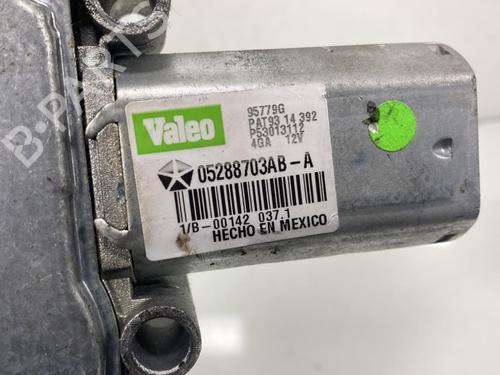 Valeo
95779G
PAT93 14 392
P53013112
4GA 12V
05288703AB-A
1/B-00142 037.1
HECHO EN MEXICO
B-PARTS